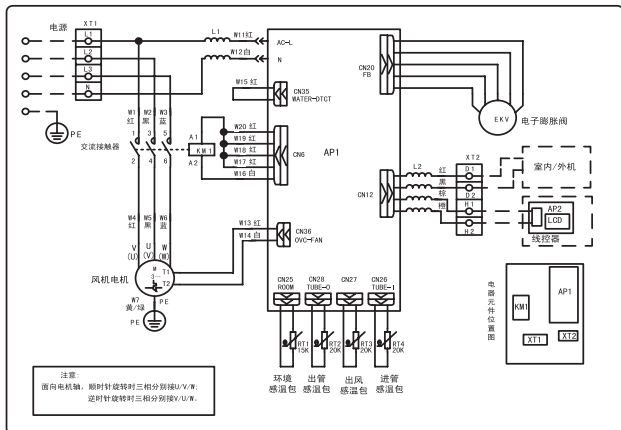 电源
XT1
L1
L2
L3
N
PE
L1
W11红
AC-L
W12白
N
W15 红
CN35
WATER-DTCT
CN20
FB
EKV
电子膨胀阀
W1 W2 W3
红 黑 蓝
1 3 5
交流接触器
2 4 6
A1
KM1
A2
W20 红
W19 红
W18 红
W17 红
W16 白
CN6
AP1
L2
XT2
CN12
红
黑
棕
橙
D1
D2
H1
H2
室内/外机
AP2
LCD
线控器
W4 W5 W6
红 黑 蓝
W13 红
W14 白
CN36
OVC-FAN
V U W
(U) (V) (W)
M
3~
T1
T2
风机电机
W7
黄/绿
PE
PE
CN25
ROOM
CN28
TUBE-O
CN27
CN26
TUBE-I
RT1
15K
RT2
20K
RT3
20K
RT4
20K
环境
感温包
出管
感温包
出风
感温包
进管
感温包
电器元件位置图
KM1
AP1
XT1
XT2
注意:
面向电机轴，顺时针旋转时三相分别接U/V/W;
逆时针旋转时三相分别接V/U/W.